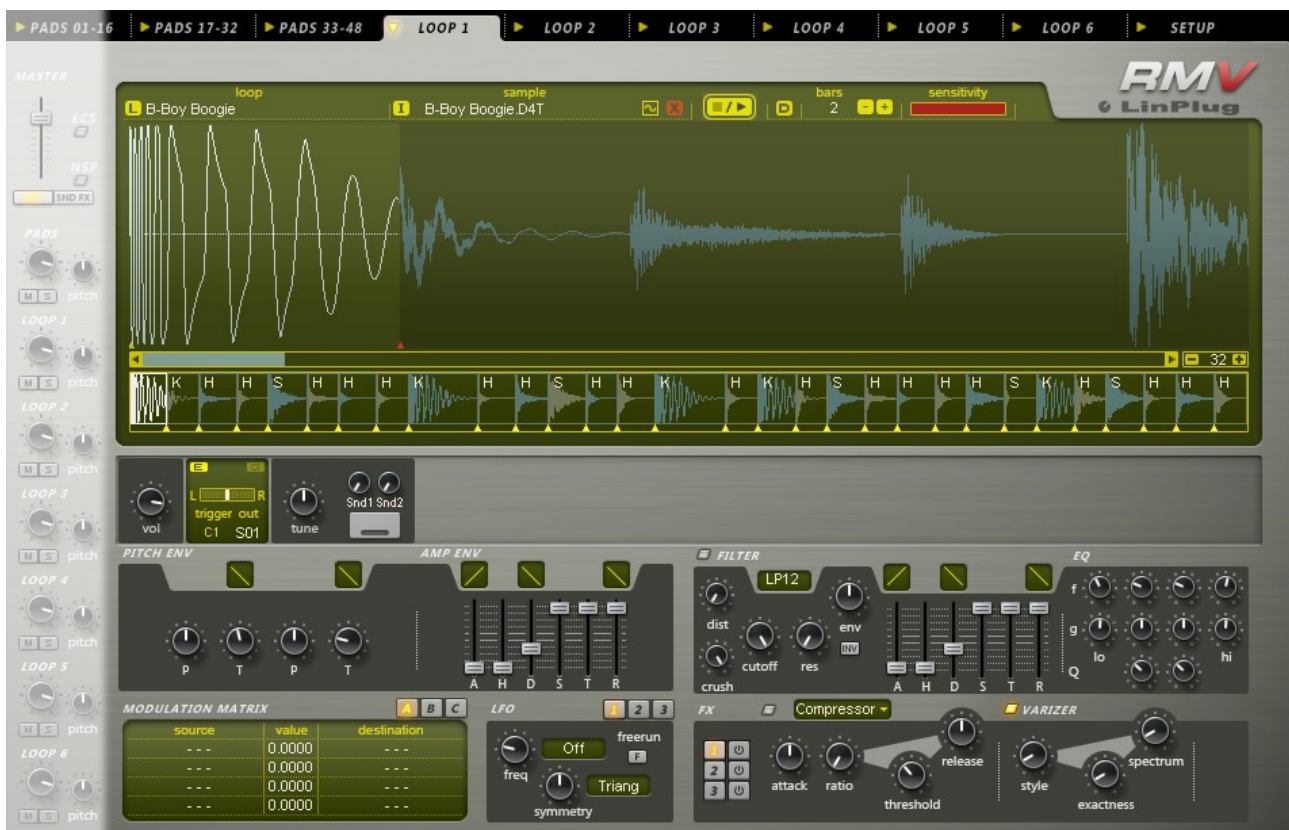 PADS 01-16 PADS 17-32 PADS 33-48 LOOP 1 LOOP 2 LOOP 3 LOOP 4 LOOP 5 LOOP 6 SETUP
MASTER
ECS
NSP
SND FX
PADS
M S pitch
LOOP 1
M S pitch
LOOP 2
M S pitch
LOOP 3
M S pitch
LOOP 4
M S pitch
LOOP 5
M S pitch
LOOP 6
M S pitch
RMV
LinPlug
loop sample bars sensitivity
L B-Boy Boogie I B-Boy Boogie.D4T X D 2 - +
- 32 +
K H H S H H H K H H S H H K H K H S H H H H S K H S H H H
vol
E G
L R
trigger out
C1 S01
tune
Snd1 Snd2
PITCH ENV
P T P T
AMP ENV
A H D S T R
FILTER
LP12
dist
crush
cutoff res
env
INV
A H D S T R
EQ
f
g
Q
lo hi
MODULATION MATRIX A B C
source value destination
- - - 0.0000 - - -
- - - 0.0000 - - -
- - - 0.0000 - - -
- - - 0.0000 - - -
LFO 1 2 3
freq Off freerun
F
symmetry Triang
FX Compressor
1
2
3
attack ratio threshold release
VARIZER
style exactness spectrum